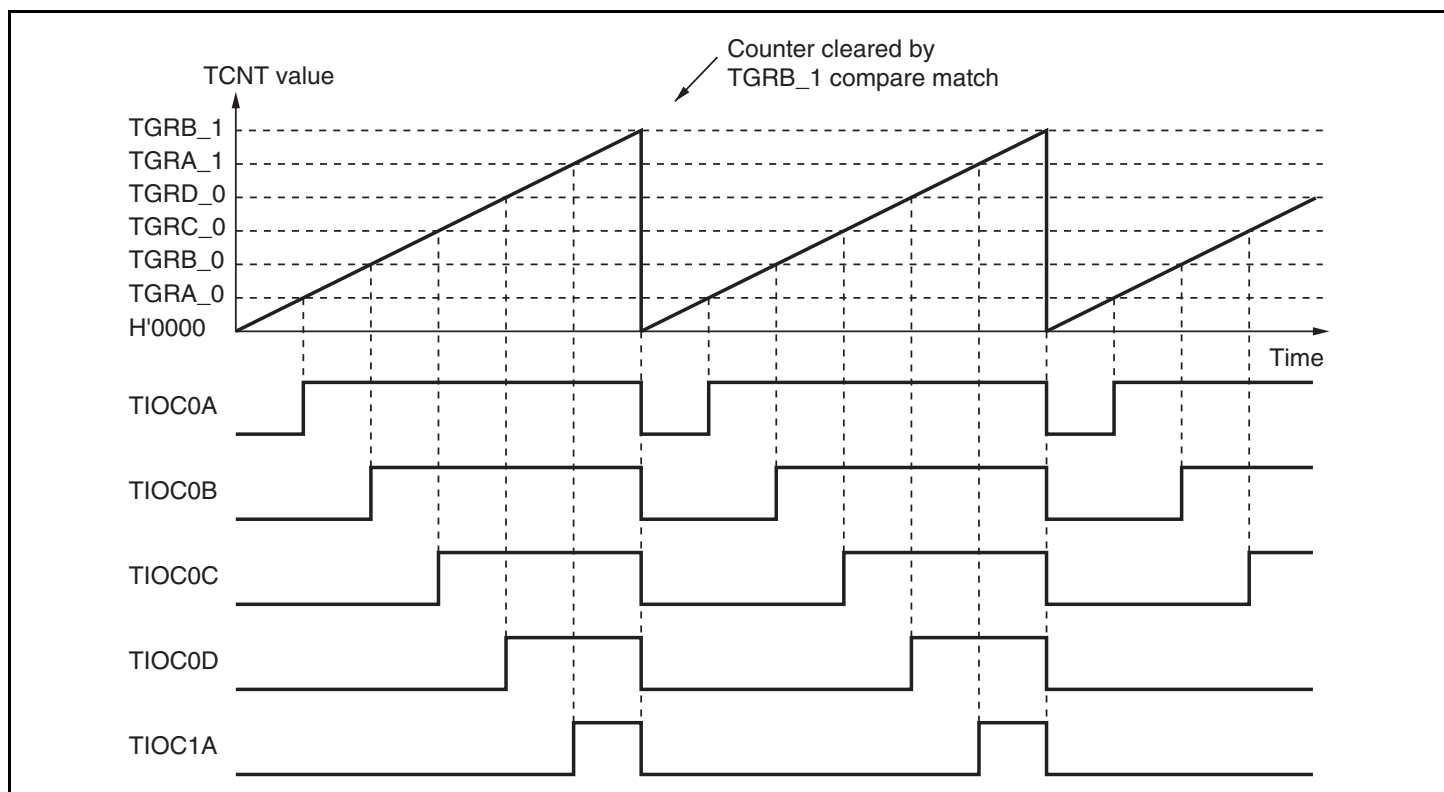 Counter cleared by
TGRB_1 compare match
TCNT value
TGRB_1
TGRA_1
TGRD_0
TGRC_0
TGRB_0
TGRA_0
H'0000
Time
TIOC0A
TIOC0B
TIOC0C
TIOC0D
TIOC1A